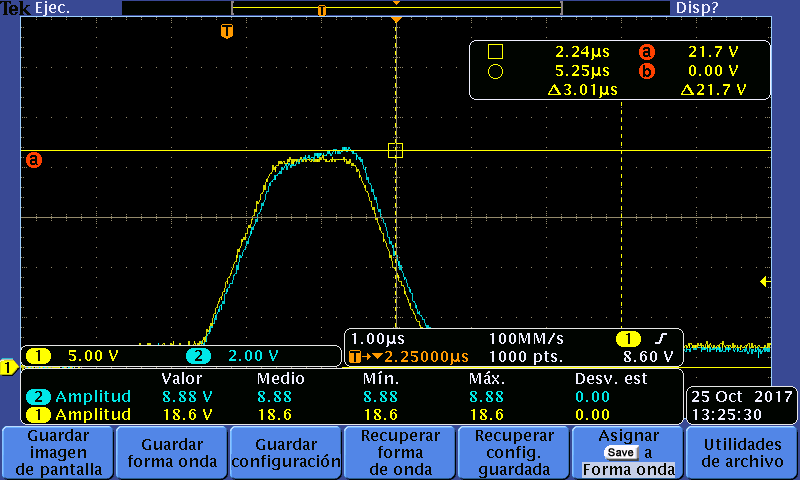 Tek Ejec. Disp?
T
T
2.24µs a 21.7 V
5.25µs b 0.00 V
Δ3.01µs Δ21.7 V
a
1
1 5.00 V 2 2.00 V
1.00µs 100MM/s 1
T→▼2.25000µs 1000 pts. 8.60 V
Valor Medio Mín. Máx. Desv. est
2 Amplitud 8.88 V 8.88 8.88 8.88 0.00
1 Amplitud 18.6 V 18.6 18.6 18.6 0.00
25 Oct 2017
13:25:30
Guardar imagen de pantalla
Guardar forma onda
Guardar configuración
Recuperar forma de onda
Recuperar config. guardada
Asignar Save a Forma onda
Utilidades de archivo